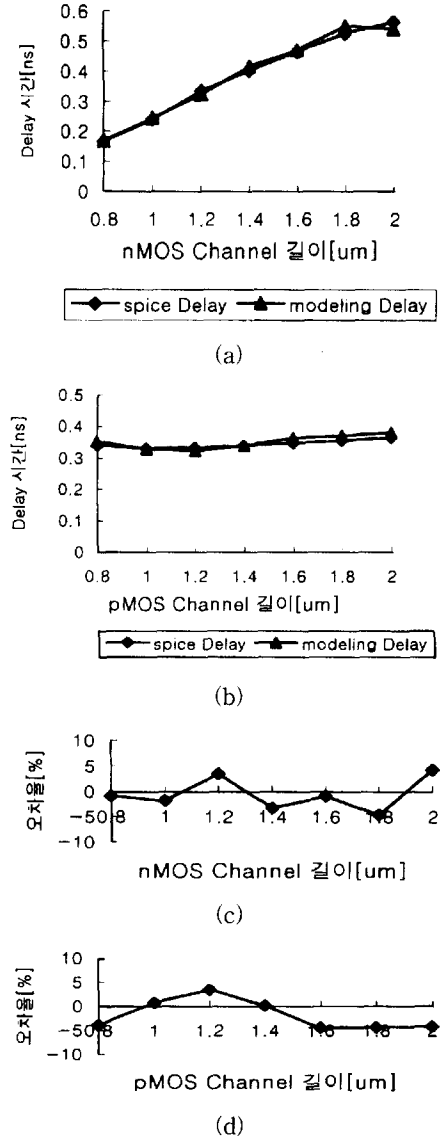 0.6
0.5
0.4
0.3
0.2
0.1
0
Delay 시간[ns]
0.8 1 1.2 1.4 1.6 1.8 2
nMOS Channel 길이[um]
spice Delay modeling Delay
(a)
0.5
0.4
0.3
0.2
0.1
0
Delay 시간[ns]
0.8 1 1.2 1.4 1.6 1.8 2
pMOS Channel 길이[um]
spice Delay modeling Delay
(b)
10
5
0
-5
-10
오차율[%]
0.8 1 1.2 1.4 1.6 1.8 2
nMOS Channel 길이[um]
(c)
10
5
0
-5
-10
오차율[%]
0.8 1 1.2 1.4 1.6 1.8 2
pMOS Channel 길이[um]
(d)